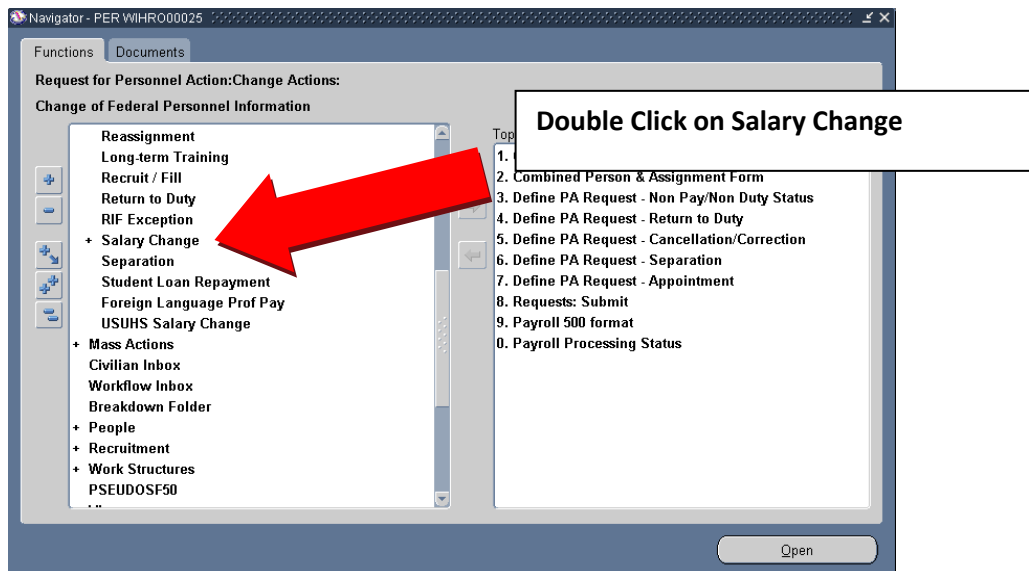 Navigator - PER WIHRO00025
Functions Documents
Request for Personnel Action:Change Actions:
Change of Federal Personnel Information
Double Click on Salary Change
Reassignment
Long-term Training
Recruit / Fill
Return to Duty
RIF Exception
+ Salary Change
Separation
Student Loan Repayment
Foreign Language Prof Pay
USUHS Salary Change
+ Mass Actions
Civilian Inbox
Workflow Inbox
Breakdown Folder
+ People
+ Recruitment
+ Work Structures
PSEUDOSF50
Top
1.
2. Combined Person & Assignment Form
3. Define PA Request - Non Pay/Non Duty Status
4. Define PA Request - Return to Duty
5. Define PA Request - Cancellation/Correction
6. Define PA Request - Separation
7. Define PA Request - Appointment
8. Requests: Submit
9. Payroll 500 format
0. Payroll Processing Status
Open